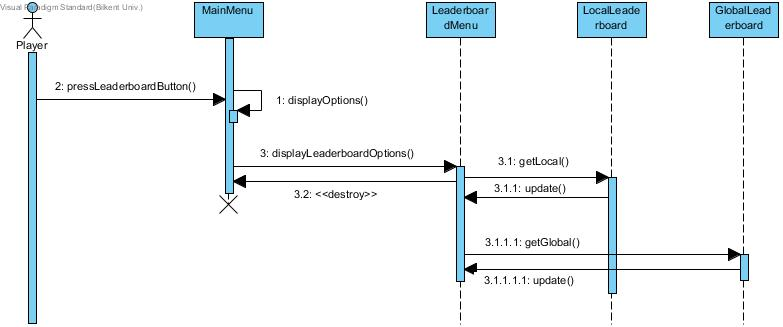 Visual Paradigm Standard(Bilkent Univ.)
MainMenu
Leaderboar
dMenu
LocalLeade
rboard
GlobalLead
erboard
Player
2: pressLeaderboardButton()
1: displayOptions()
3: displayLeaderboardOptions()
3.1: getLocal()
3.2: <<destroy>>
3.1.1: update()
3.1.1.1: getGlobal()
3.1.1.1.1: update()